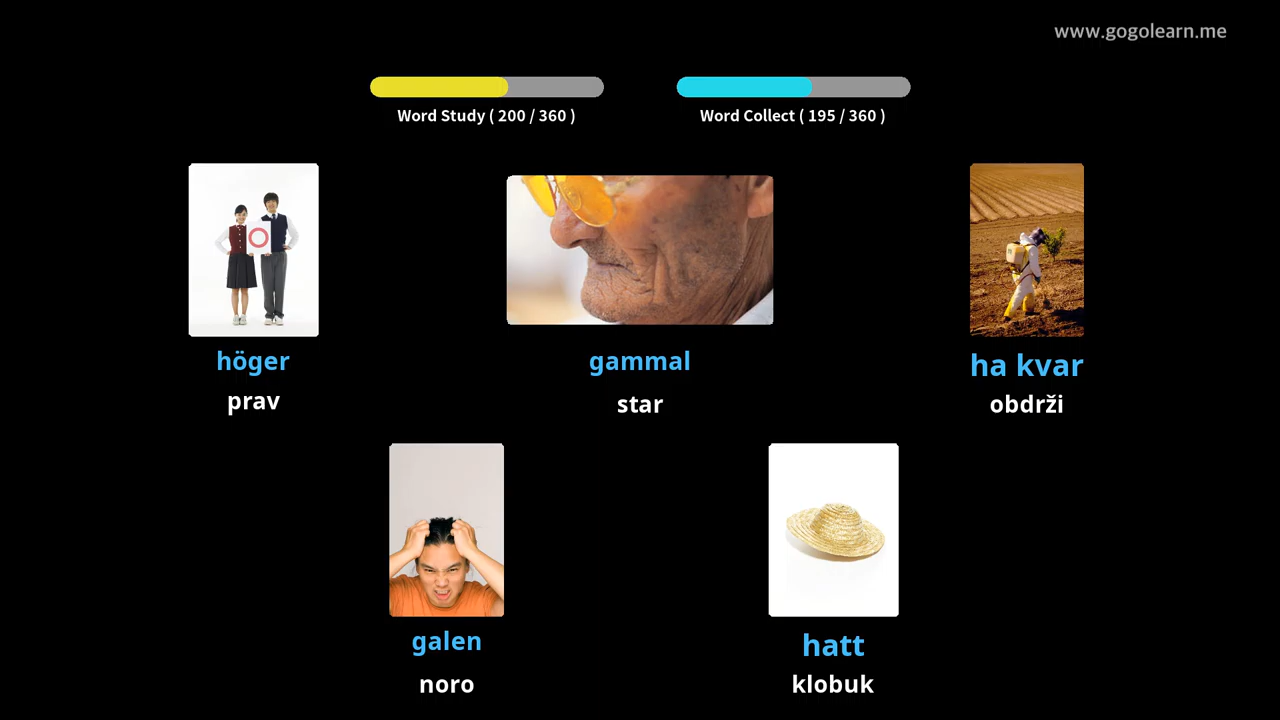 www.gogolearn.me
Word Study ( 200 / 360 )
Word Collect ( 195 / 360 )
höger
prav
gammal
star
ha kvar
obdrži
galen
noro
hatt
klobuk